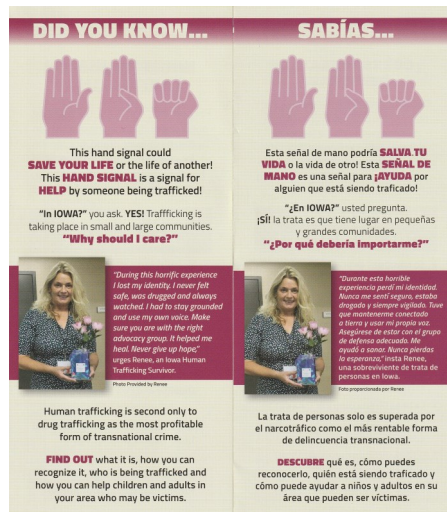 DID YOU KNOW...
This hand signal could
SAVE YOUR LIFE or the life of another!
This HAND SIGNAL is a signal for
HELP by someone being trafficked!
"In IOWA?" you ask. YES! Traffficking is
taking place in small and large communities.
"Why should I care?"
"During this horrific experience
I lost my identity. I never felt
safe, was drugged and always
watched. I had to stay grounded
and use my own voice. Make
sure you are with the right
advocacy group. It helped me
heal. Never give up hope,"
urges Renee, an Iowa Human
Trafficking Survivor.
Photo Provided by Renee
Human trafficking is second only to
drug trafficking as the most profitable
form of transnational crime.
FIND OUT what it is, how you can
recognize it, who is being trafficked and
how you can help children and adults in
your area who may be victims.
SABÍAS...
Esta señal de mano podría SALVA TU
VIDA o la vida de otro! Esta SEÑAL DE
MANO es una señal para ¡AYUDA por
alguien que está siendo traficado!
"¿En IOWA?" usted pregunta.
¡SÍ! la trata es que tiene lugar en pequeñas
y grandes comunidades.
"¿Por qué debería importarme?"
"Durante esta horrible
experiencia perdí mi identidad.
Nunca me sentí segura, estaba
drogada y siempre vigilada. Tuve
que mantenerme conectada
a tierra y usar mi propia voz.
Asegúrese de estar con el grupo
de defensa adecuado. Me
ayudó a sanar. Nunca pierdas
la esperanza," insta Renee,
una sobreviviente de trata de
personas en Iowa.
Foto proporcionada por Renee
La trata de personas solo es superada por
el narcotráfico como el más rentable forma
de delincuencia transnacional.
DESCUBRE qué es, cómo puedes
reconocerlo, quién está siendo traficado y
cómo puede ayudar a niños y adultos en su
área que pueden ser víctimas.